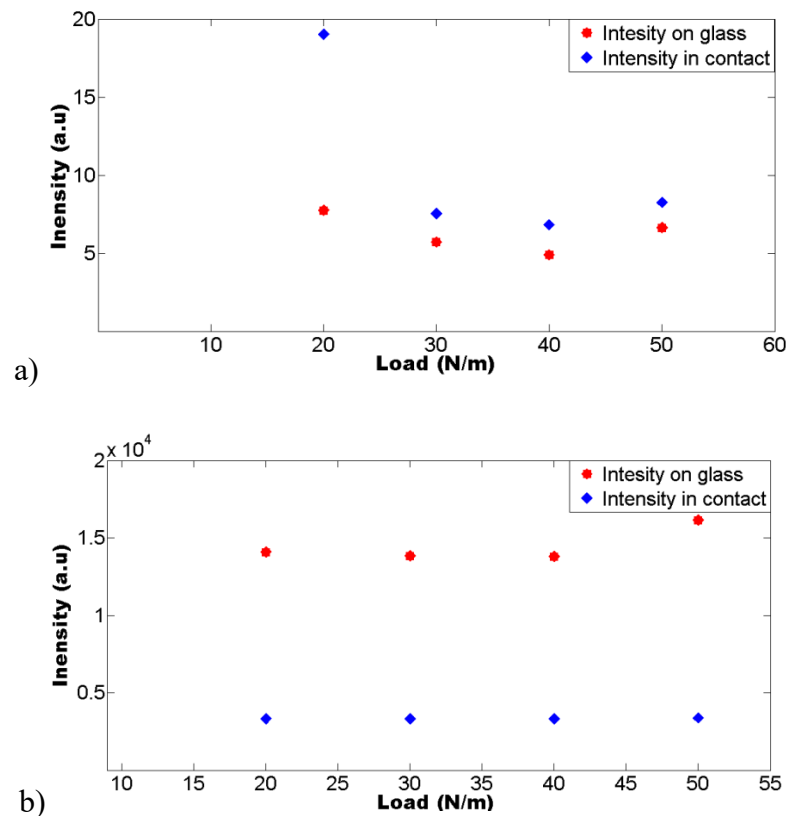 20
Intesity on glass
Intensity in contact
15
Inensity (a.u)
10
5
10 20 30 40 50 60
Load (N/m)
a)
2 x 10^4
Intesity on glass
Intensity in contact
1.5
Inensity (a.u)
1
0.5
10 15 20 25 30 35 40 45 50 55
Load (N/m)
b)